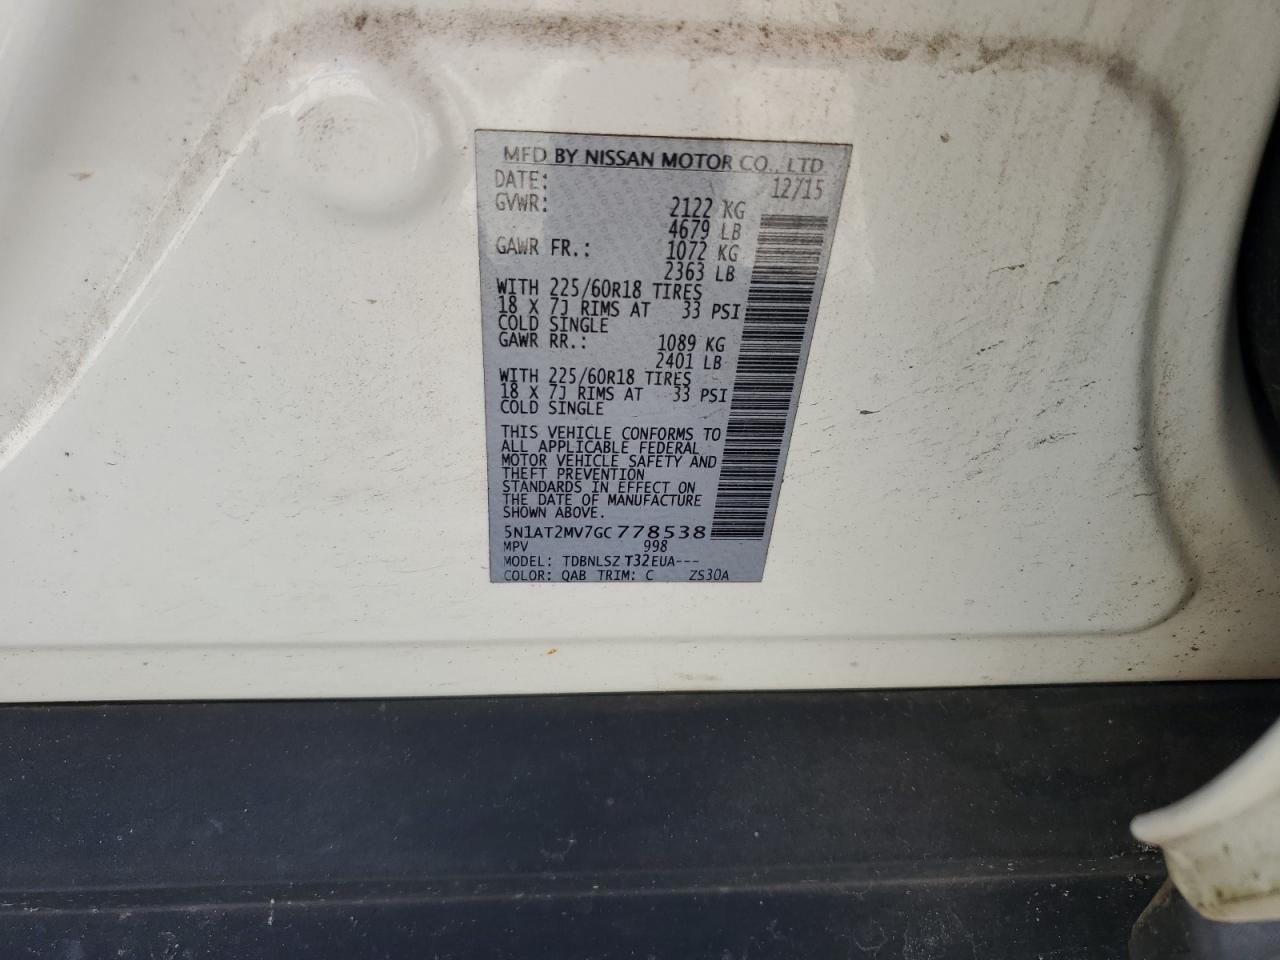 MFD BY NISSAN MOTOR CO., LTD
DATE: 12/15
GVWR: 2122 KG
4679 LB
GAWR FR.: 1072 KG
2363 LB
WITH 225/60R18 TIRES
18 X 7J RIMS AT 33 PSI
COLD SINGLE
GAWR RR.: 1089 KG
2401 LB
WITH 225/60R18 TIRES
18 X 7J RIMS AT 33 PSI
COLD SINGLE
THIS VEHICLE CONFORMS TO
ALL APPLICABLE FEDERAL
MOTOR VEHICLE SAFETY AND
THEFT PREVENTION
STANDARDS IN EFFECT ON
THE DATE OF MANUFACTURE
SHOWN ABOVE.
5N1AT2MV7GC778538
MPV 998
MODEL: TDBNLSZ T32EUA---
COLOR: QAB TRIM: C ZS30A